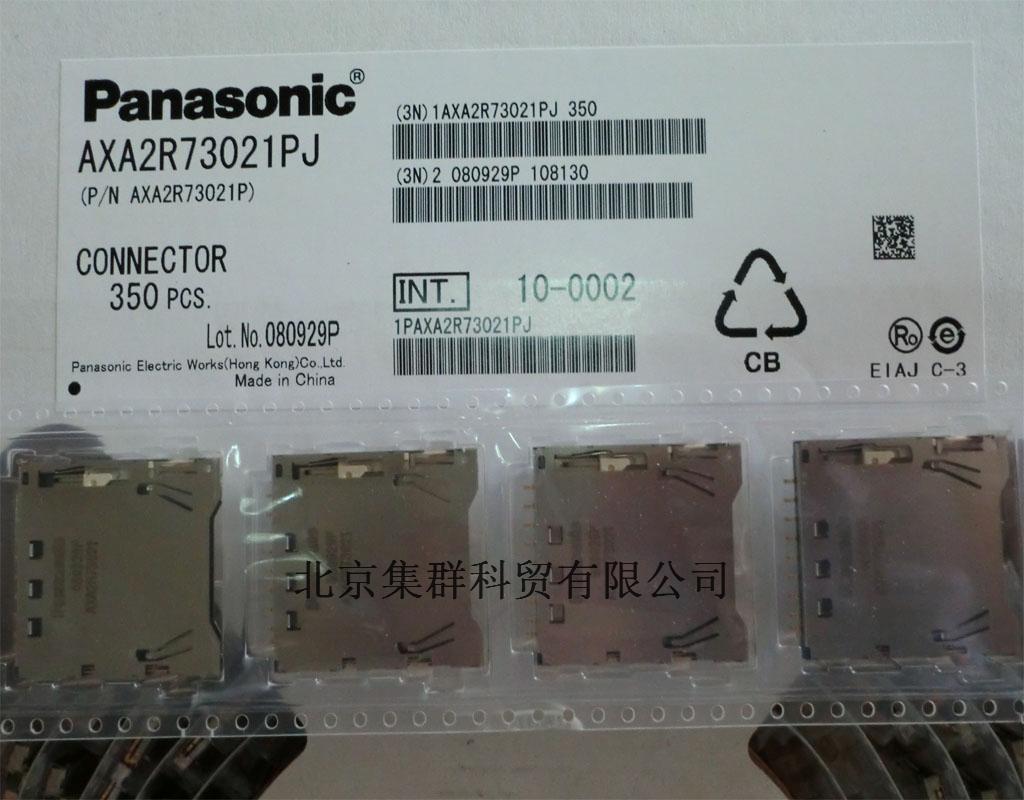 Panasonic®
AXA2R73021PJ
(P/N AXA2R73021P)
CONNECTOR
350 PCS.
Lot.No.080929P
Panasonic Electric Works(Hong Kong)Co.,Ltd.
Made in China
(3N)1AXA2R73021PJ 350
(3N)2 080929P 108130
INT. 10-0002
1PAXA2R73021PJ
CB
Ro e
EIAJ C-3
北京集群科贸有限公司